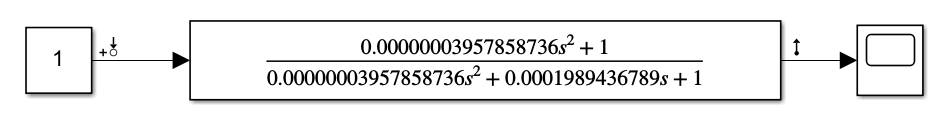 1
0.00000003957858736s² + 1
0.00000003957858736s² + 0.0001989436789s + 1